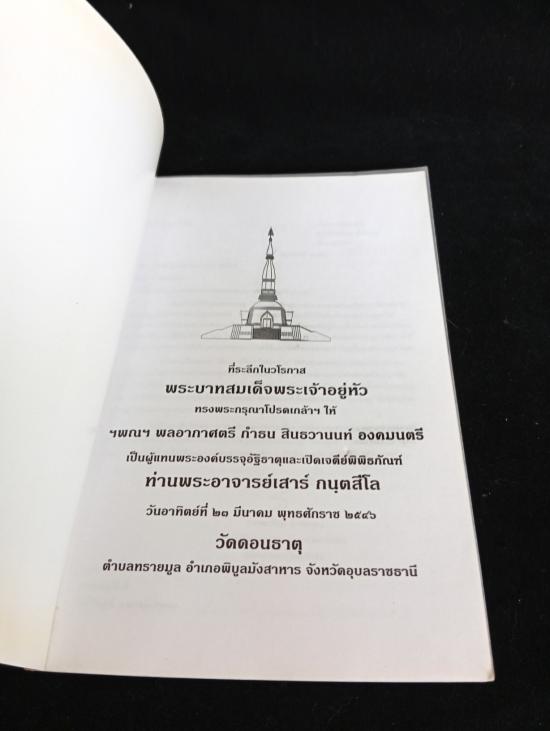 ที่ระลึกในวโรกาส
พระบาทสมเด็จพระเจ้าอยู่หัว
ทรงพระกรุณาโปรดเกล้าฯ ให้
ฯพณฯ พลอากาศตรี กำธน สินธวานนท์ องคมนตรี
เป็นผู้แทนพระองค์บรรจุอัฐิธาตุและเปิดเจดีย์พิพิธภัณฑ์
ท่านพระอาจารย์เสาร์ กนฺตสีโล
วันอาทิตย์ที่ ๒๓ มีนาคม พุทธศักราช ๒๕๔๖
วัดดอนธาตุ
ตำบลทรายมูล อำเภอพิบูลมังสาหาร จังหวัดอุบลราชธานี